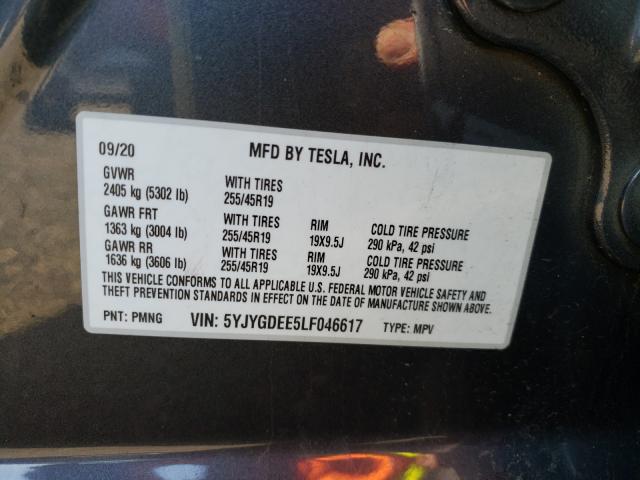 09/20 MFD BY TESLA, INC.
GVWR
2405 kg (5302 lb) WITH TIRES 255/45R19
GAWR FRT WITH TIRES RIM COLD TIRE PRESSURE
1363 kg (3004 lb) 255/45R19 19X9.5J 290 kPa, 42 psi
GAWR RR WITH TIRES RIM COLD TIRE PRESSURE
1636 kg (3606 lb) 255/45R19 19X9.5J 290 kPa, 42 psi
THIS VEHICLE CONFORMS TO ALL APPLICABLE U.S. FEDERAL MOTOR VEHICLE SAFETY AND
THEFT PREVENTION STANDARDS IN EFFECT ON THE DATE OF MANUFACTURE SHOWN ABOVE.
PNT: PMNG VIN: 5YJYGDEE5LF046617 TYPE: MPV